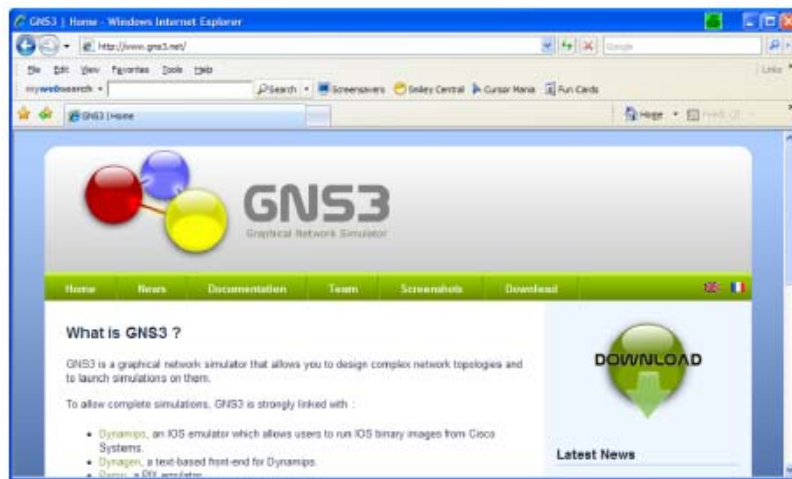 GNS3 | Home - Windows Internet Explorer
http://www.gns3.net/
Google
File Edit View Favorites Tools Help
Links
mywebsearch Search Screensavers Smiley Central Cursor Mania Fun Cards
GNS3 | Home
Home
GNS3
Graphical Network Simulator
Home News Documentation Team Screenshots Download
What is GNS3 ?
DOWNLOAD
GNS3 is a graphical network simulator that allows you to design complex network topologies and
to launch simulations on them.
To allow complete simulations, GNS3 is strongly linked with :
Dynamips, an IOS emulator which allows users to run IOS binary images from Cisco
Systems.
Dynagen, a text-based front-end for Dynamips.
Latest News